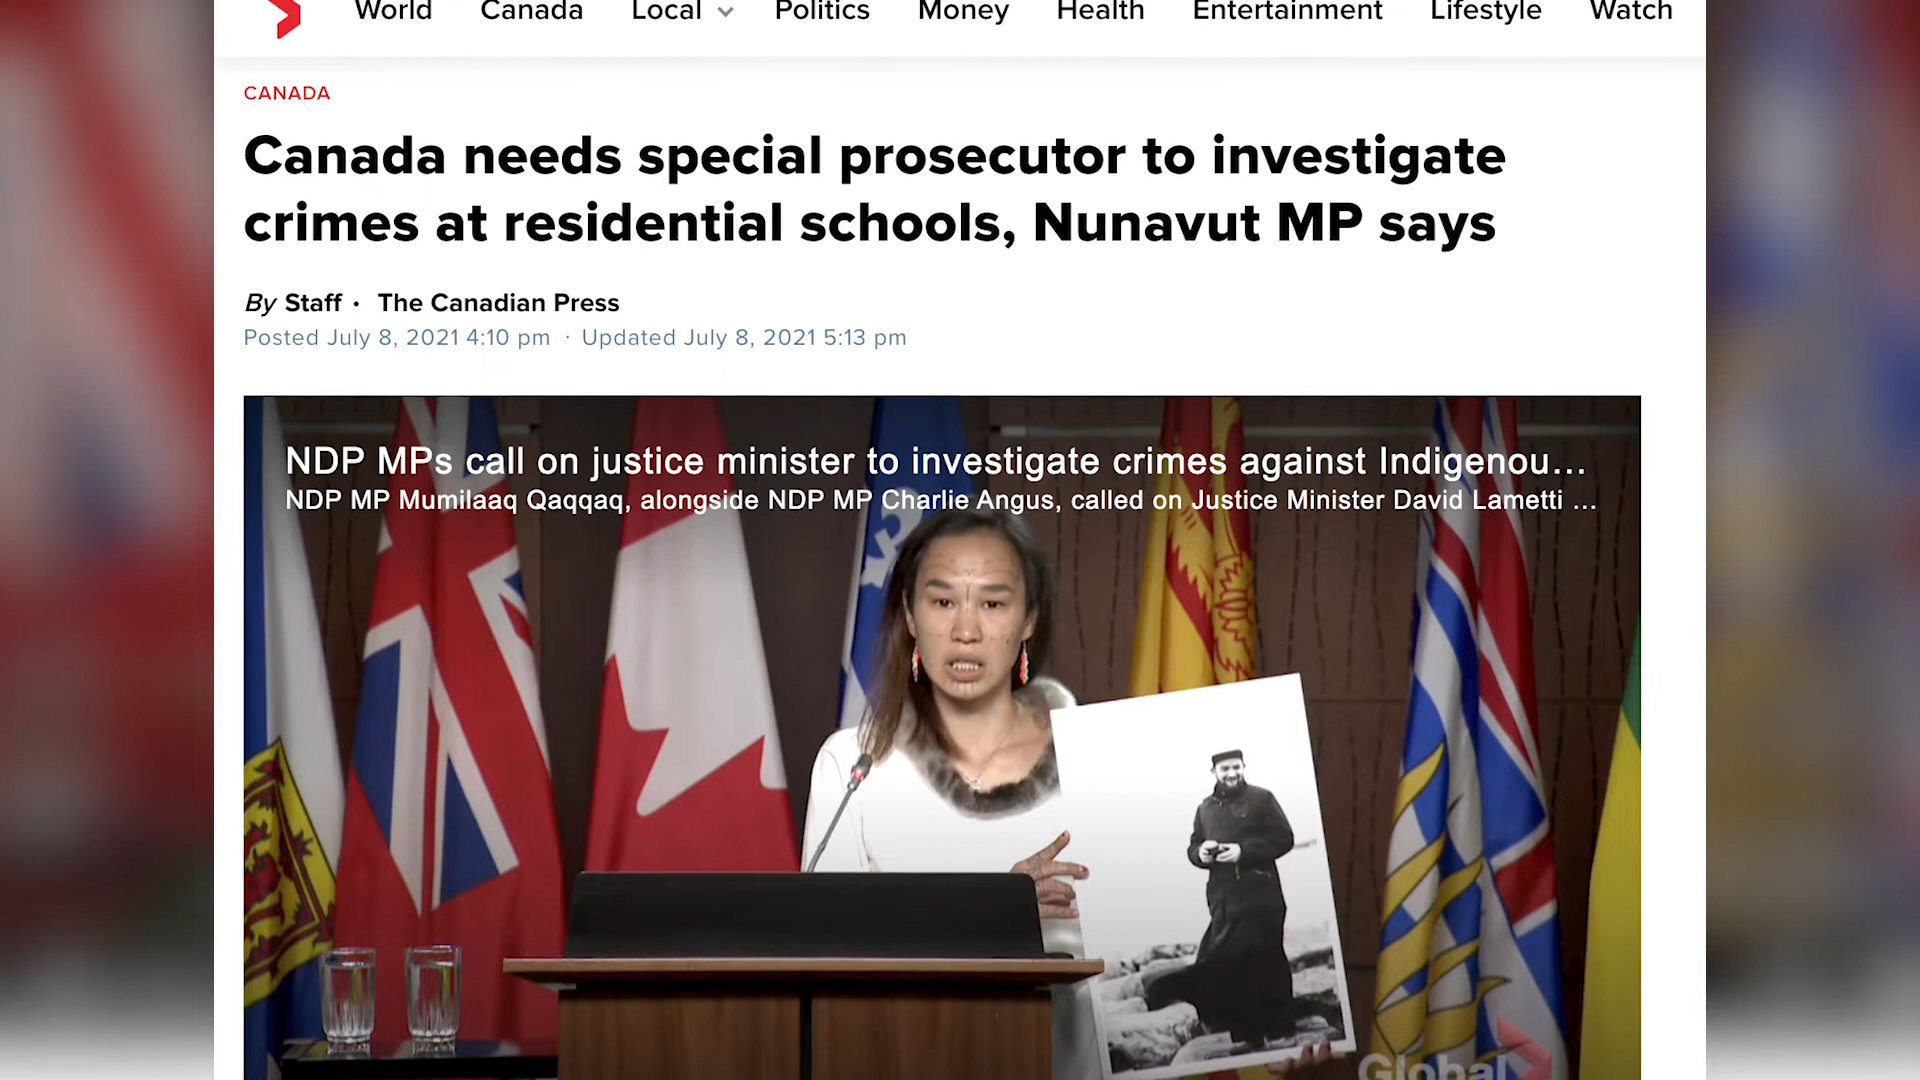 World Canada Local Politics Money Health Entertainment Lifestyle Watch
CANADA
Canada needs special prosecutor to investigate
crimes at residential schools, Nunavut MP says
By Staff · The Canadian Press
Posted July 8, 2021 4:10 pm · Updated July 8, 2021 5:13 pm
NDP MPs call on justice minister to investigate crimes against Indigenou...
NDP MP Mumilaaq Qaqqaq, alongside NDP MP Charlie Angus, called on Justice Minister David Lametti ...
Global